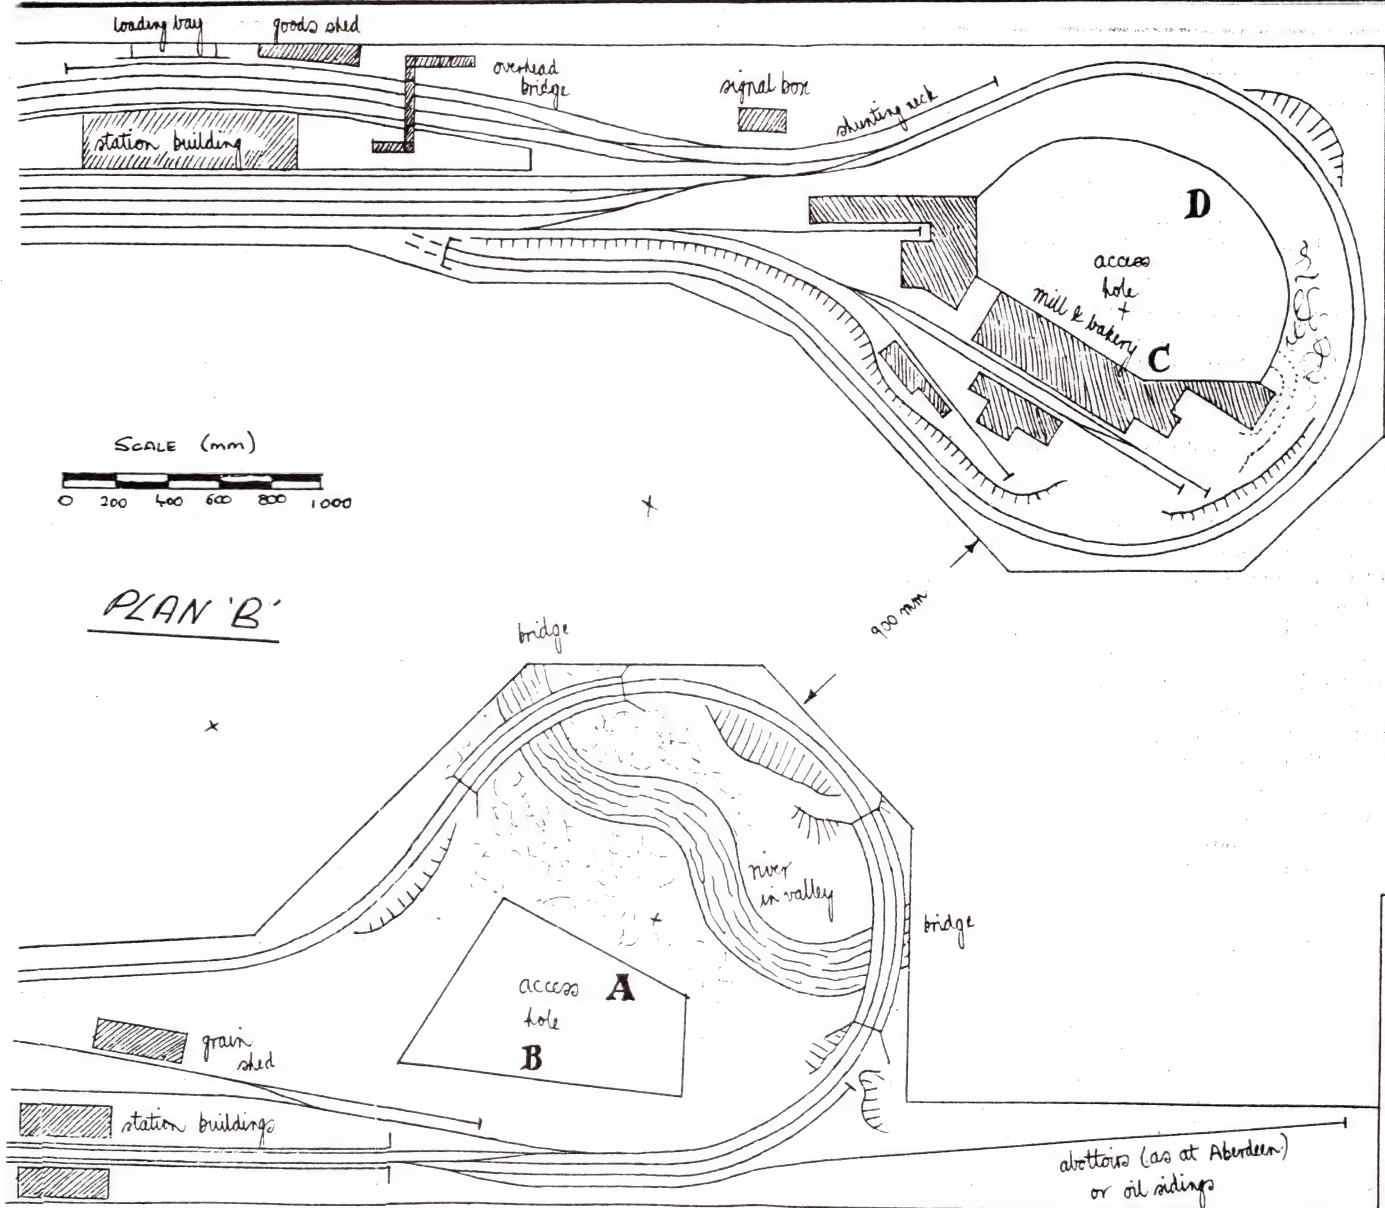 loading bay
goods shed
overhead
bridge
signal box
shunting neck
station building
D
access
hole
+
mill & bakery
C
SCALE (mm)
0 200 400 600 800 1000
PLAN 'B'
900 mm
bridge
river
in valley
bridge
access A
hole
B
grain
shed
station buildings
abottoirs (as at Aberdeen)
or oil sidings